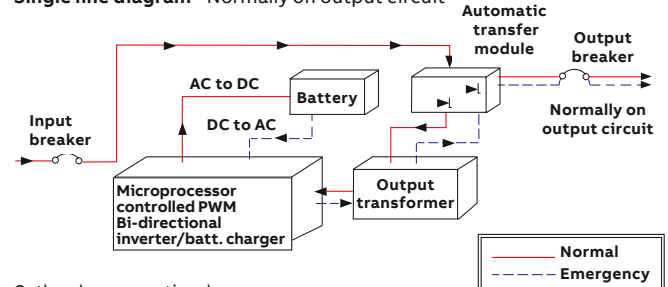 Single line diagram - Normally on output circuit
Automatic
transfer
module
Output
breaker
AC to DC
Battery
Input
breaker
DC to AC
Normally on
output circuit
Microprocessor
controlled PWM
Bi-directional
inverter/batt. charger
Output
transformer
Normal
Emergency